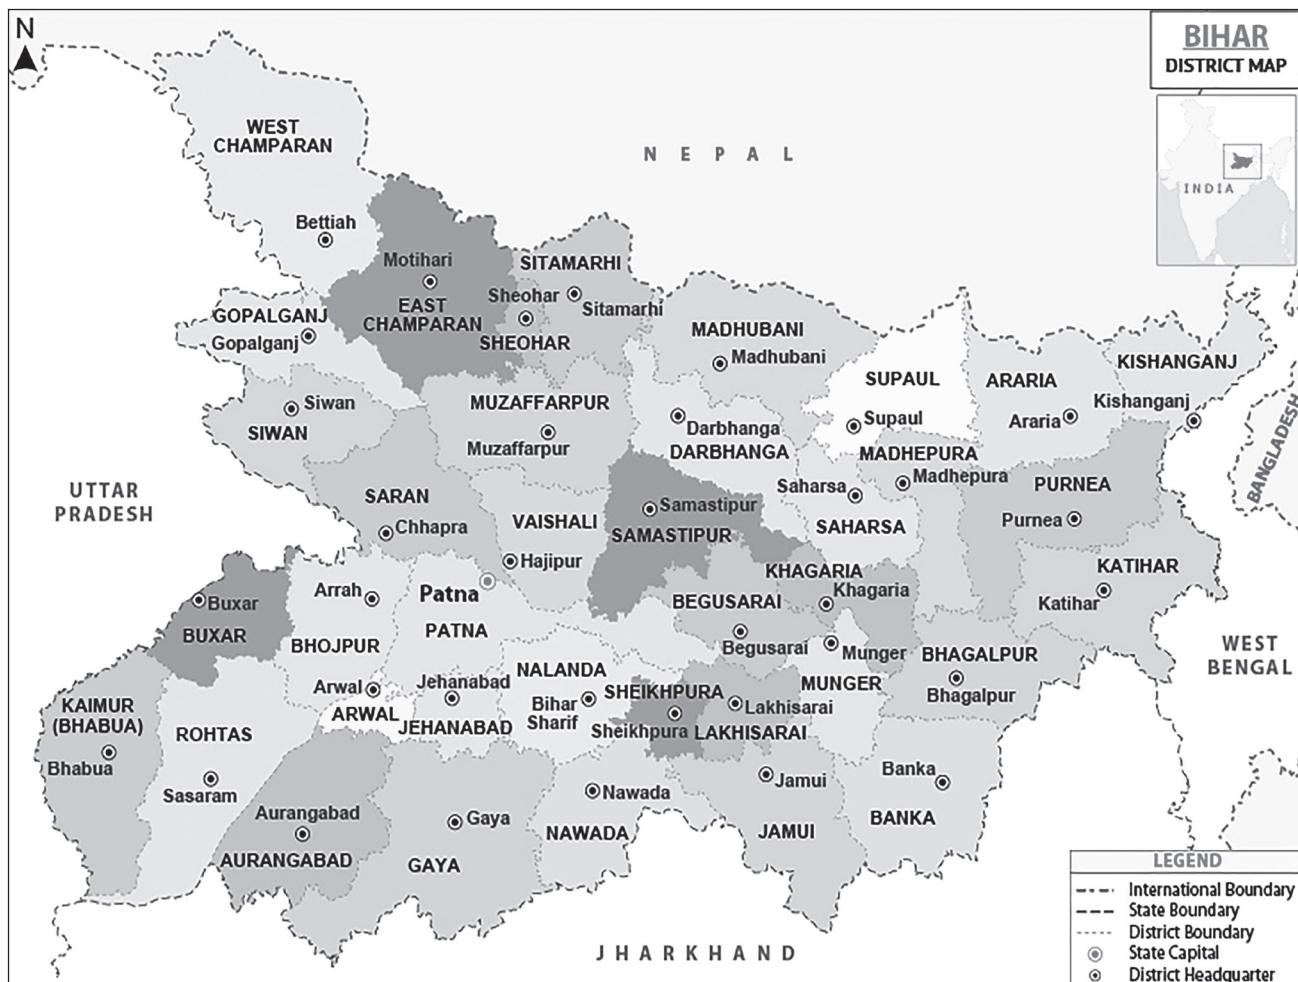 N
BIHAR
DISTRICT MAP
INDIA
NEPAL
WEST
CHAMPARAN
Bettiah
Motihari
EAST
CHAMPARAN
SITAMARHI
Sheohar
Sitamarhi
SHEOHAR
GOPALGANJ
Gopalganj
MADHUBANI
Madhubani
SUPAUL
Supaul
ARARIA
Araria
KISHANGANJ
Kishanganj
BANGLADESH
Siwan
SIWAN
MUZAFFARPUR
Muzaffarpur
Darbhanga
DARBHANGA
MADHEPURA
Madhepura
PURNEA
Purnea
UTTAR
PRADESH
SARAN
Chhapra
VAISHALI
Hajipur
Samastipur
SAMASTIPUR
Saharsa
SAHARSA
KATIHAR
Katihar
KHAGARIA
Khagaria
Buxar
BUXAR
Arrah
BHOJPUR
Patna
PATNA
BEGUSARAI
Begusarai
Munger
MUNGER
BHAGALPUR
Bhagalpur
WEST
BENGAL
Arwal
ARWAL
Jehanabad
JEHANABAD
NALANDA
Bihar
Sharif
SHEIKHPURA
Sheikhpura
Lakhisarai
LAKHISARAI
KAIMUR
(BHABUA)
Bhabua
ROHTAS
Sasaram
Aurangabad
AURANGABAD
Gaya
GAYA
Nawada
NAWADA
Jamui
JAMUI
Banka
BANKA
JHARKHAND
LEGEND
International Boundary
State Boundary
District Boundary
State Capital
District Headquarter